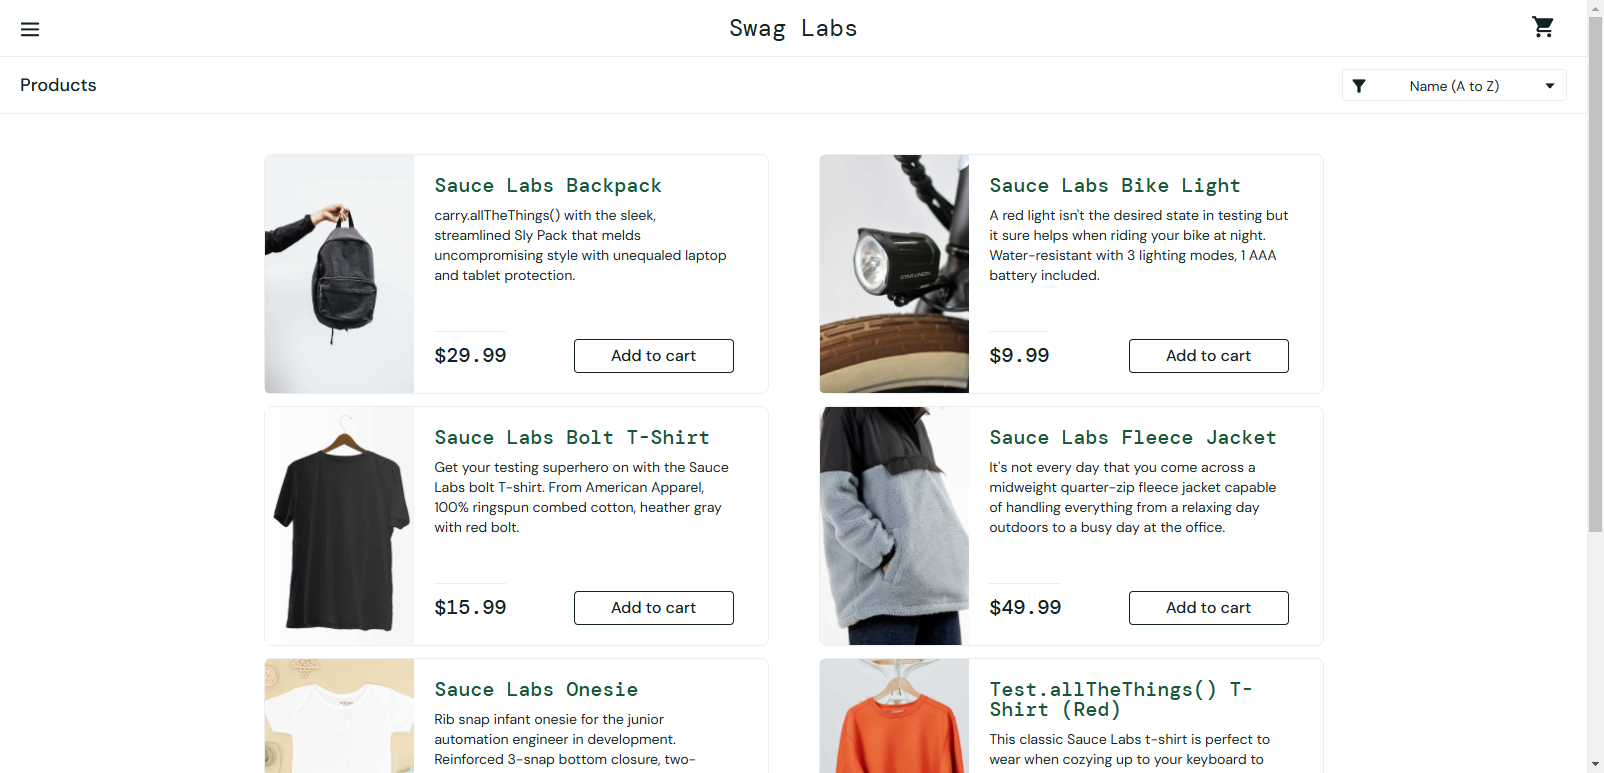 Swag Labs
Products
Name (A to Z)
Sauce Labs Backpack
carry.allTheThings() with the sleek,
streamlined Sly Pack that melds
uncompromising style with unequaled laptop
and tablet protection.
$29.99
Add to cart
Sauce Labs Bike Light
A red light isn't the desired state in testing but
it sure helps when riding your bike at night.
Water-resistant with 3 lighting modes, 1 AAA
battery included.
$9.99
Add to cart
STAR UNION
Sauce Labs Bolt T-Shirt
Get your testing superhero on with the Sauce
Labs bolt T-shirt. From American Apparel,
100% ringspun combed cotton, heather gray
with red bolt.
$15.99
Add to cart
Sauce Labs Fleece Jacket
It's not every day that you come across a
midweight quarter-zip fleece jacket capable
of handling everything from a relaxing day
outdoors to a busy day at the office.
$49.99
Add to cart
Sauce Labs Onesie
Rib snap infant onesie for the junior
automation engineer in development.
Reinforced 3-snap bottom closure, two-
Test.allTheThings() T-
Shirt (Red)
This classic Sauce Labs t-shirt is perfect to
wear when cozying up to your keyboard to